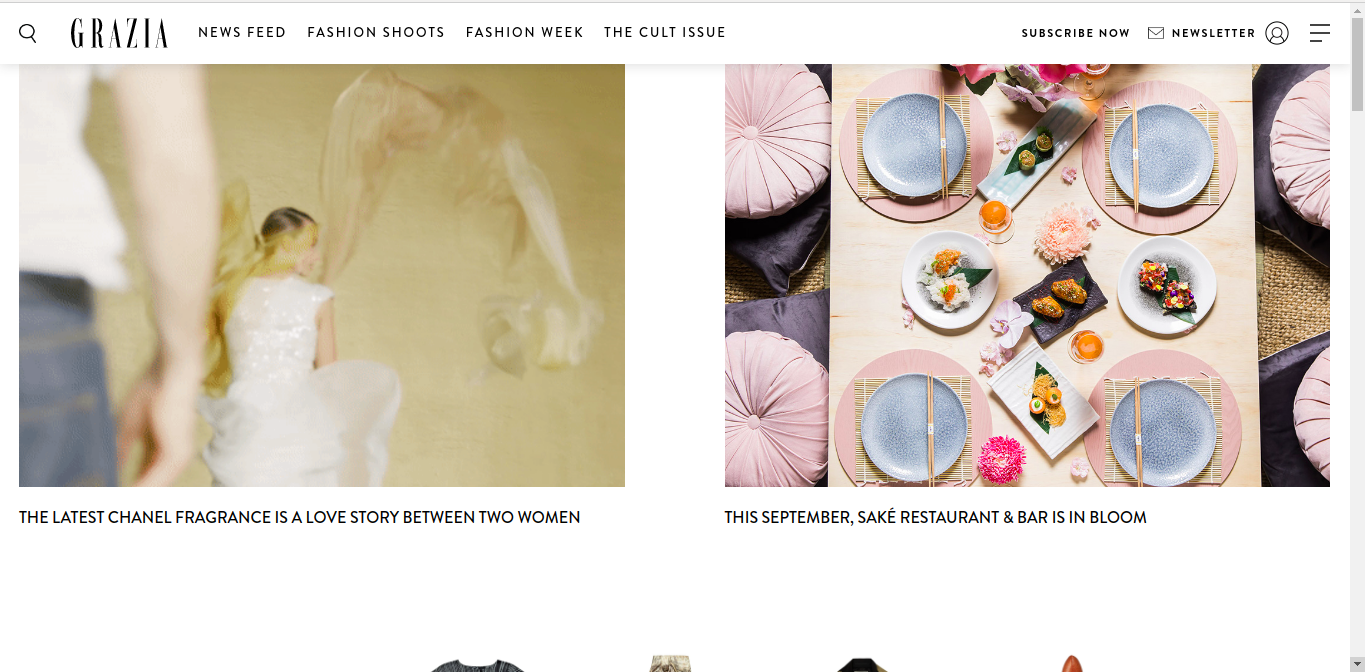 GRAZIA
NEWS FEED
FASHION SHOOTS
FASHION WEEK
THE CULT ISSUE
SUBSCRIBE NOW
NEWSLETTER
THE LATEST CHANEL FRAGRANCE IS A LOVE STORY BETWEEN TWO WOMEN
THIS SEPTEMBER, SAKÉ RESTAURANT & BAR IS IN BLOOM